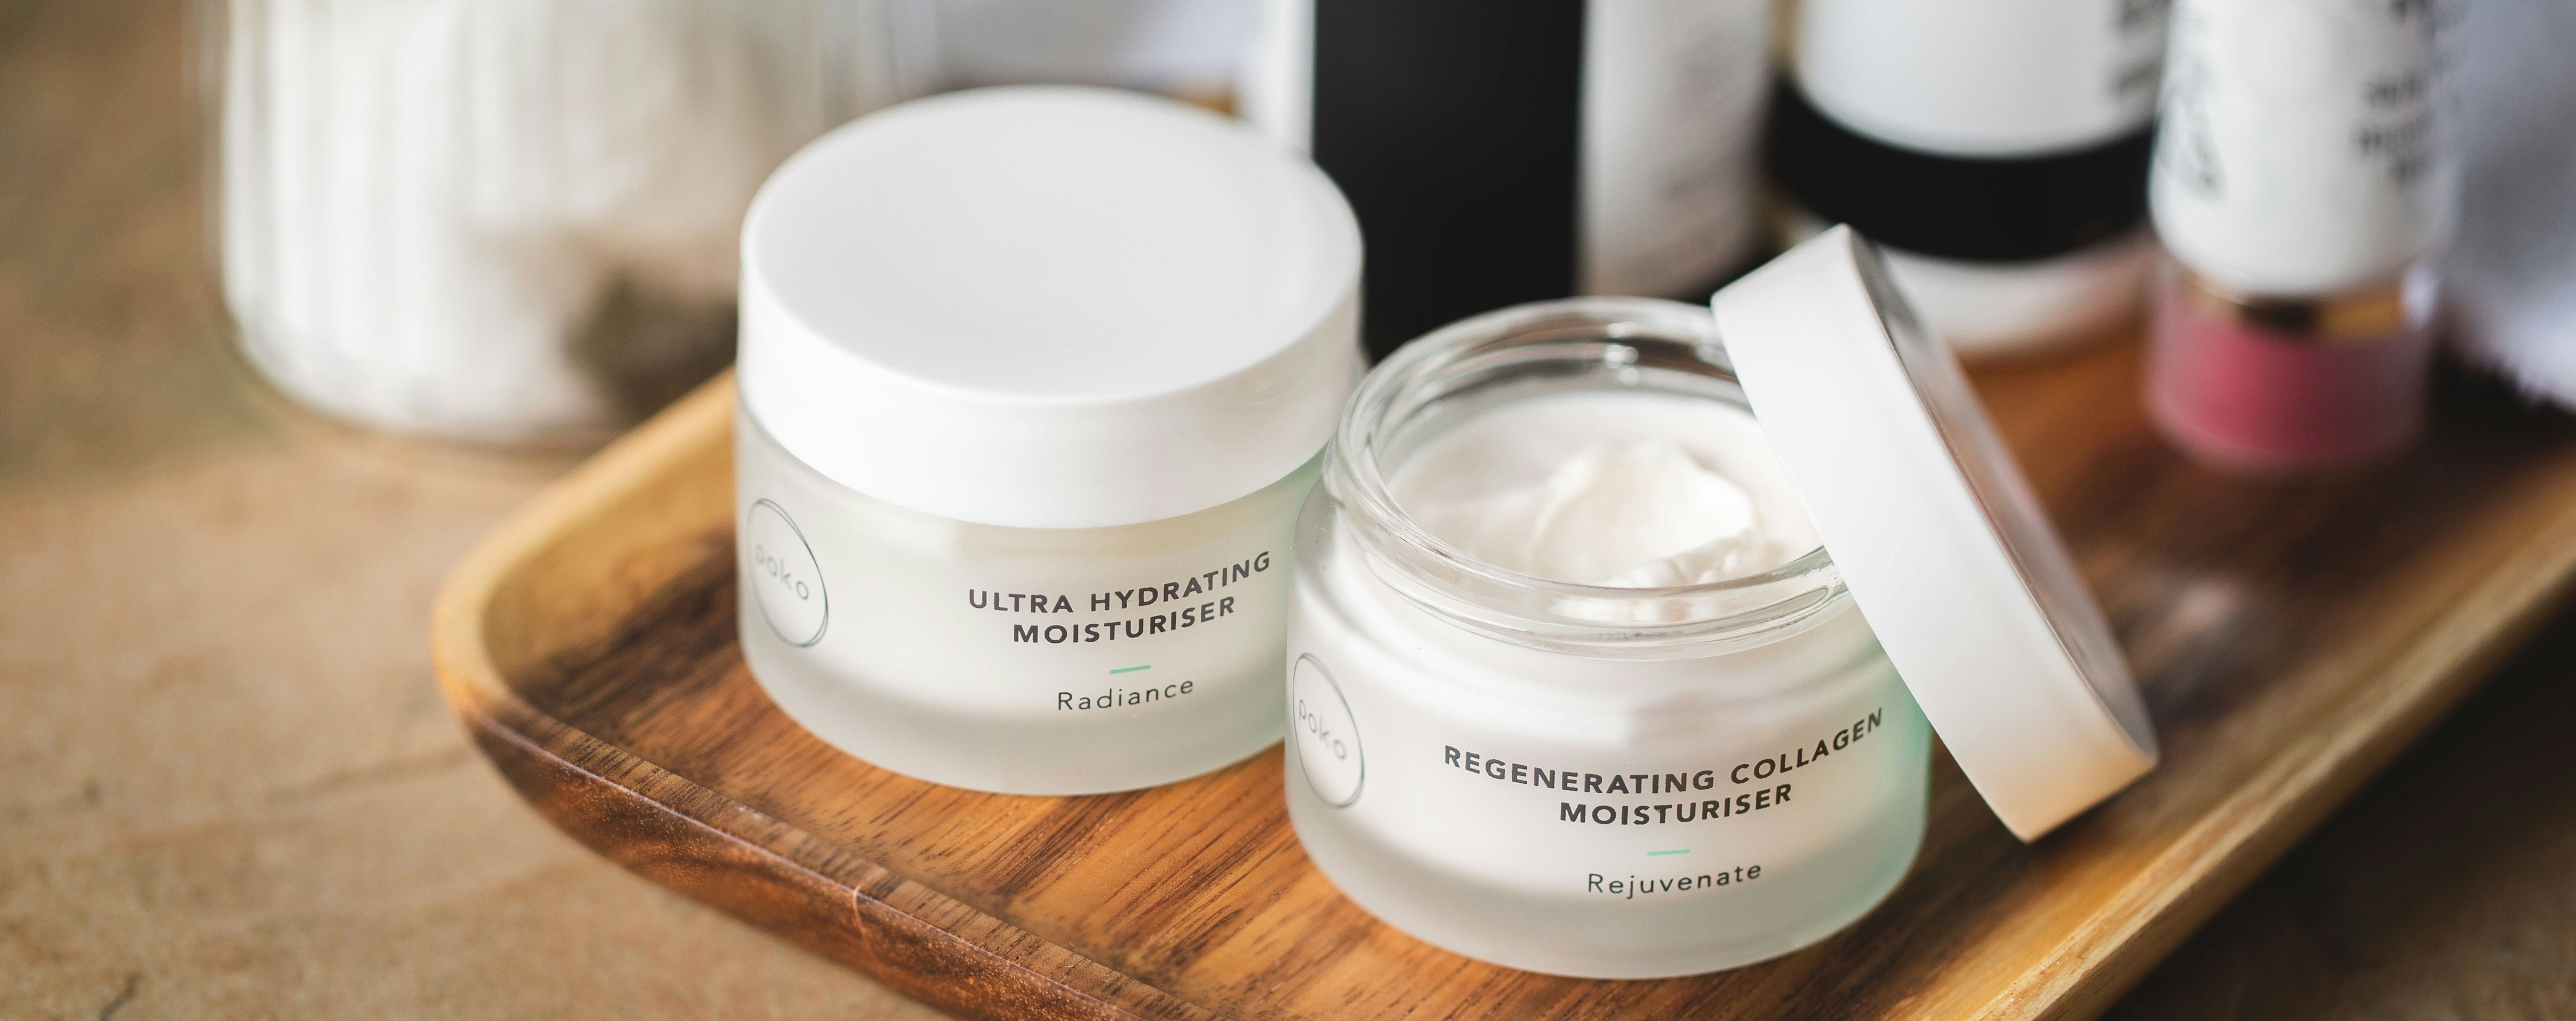 poko
ULTRA HYDRATING
MOISTURISER
Radiance
poko
REGENERATING COLLAGEN
MOISTURISER
Rejuvenate